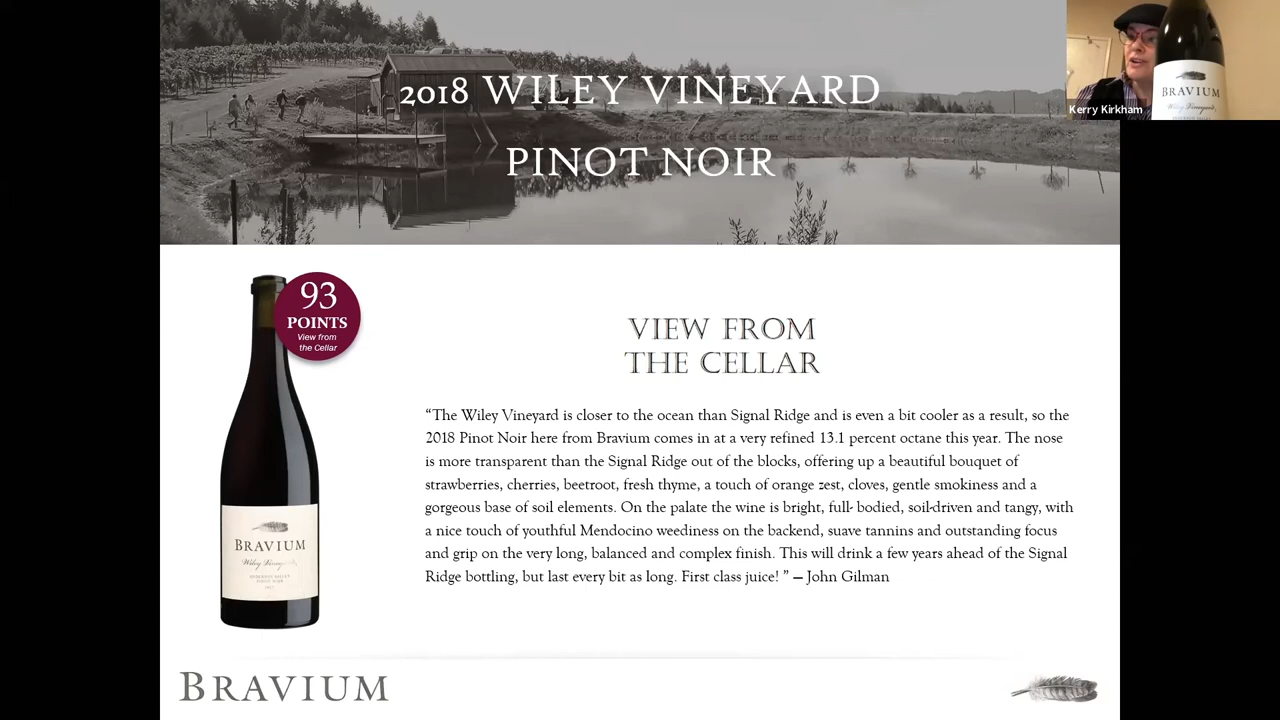 2018 WILEY VINEYARD
PINOT NOIR
BRAVIUM
Wiley Vineyard
Kerry Kirkham
93
POINTS
View from
the Cellar
VIEW FROM
THE CELLAR
“The Wiley Vineyard is closer to the ocean than Signal Ridge and is even a bit cooler as a result, so the
2018 Pinot Noir here from Bravium comes in at a very refined 13.1 percent octane this year. The nose
is more transparent than the Signal Ridge out of the blocks, offering up a beautiful bouquet of
strawberries, cherries, beetroot, fresh thyme, a touch of orange zest, cloves, gentle smokiness and a
gorgeous base of soil elements. On the palate the wine is bright, full- bodied, soil-driven and tangy, with
a nice touch of youthful Mendocino weediness on the backend, suave tannins and outstanding focus
and grip on the very long, balanced and complex finish. This will drink a few years ahead of the Signal
Ridge bottling, but last every bit as long. First class juice! ” — John Gilman
BRAVIUM
Wiley Vineyard
ANDERSON VALLEY
PINOT NOIR
BRAVIUM